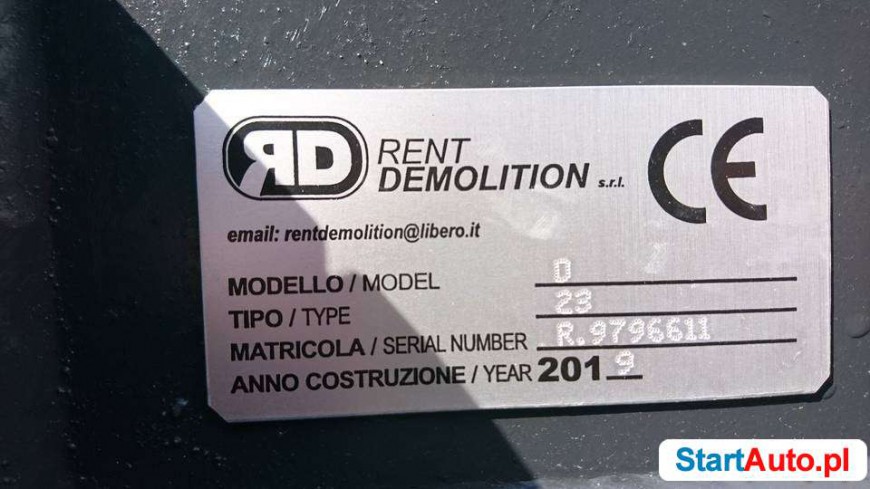 RD RENT
DEMOLITION s.r.l.
CE
email: rentdemolition@libero.it
MODELLO / MODEL D
TIPO / TYPE 23
MATRICOLA / SERIAL NUMBER R.9796611
ANNO COSTRUZIONE / YEAR 2019
StartAuto.pl